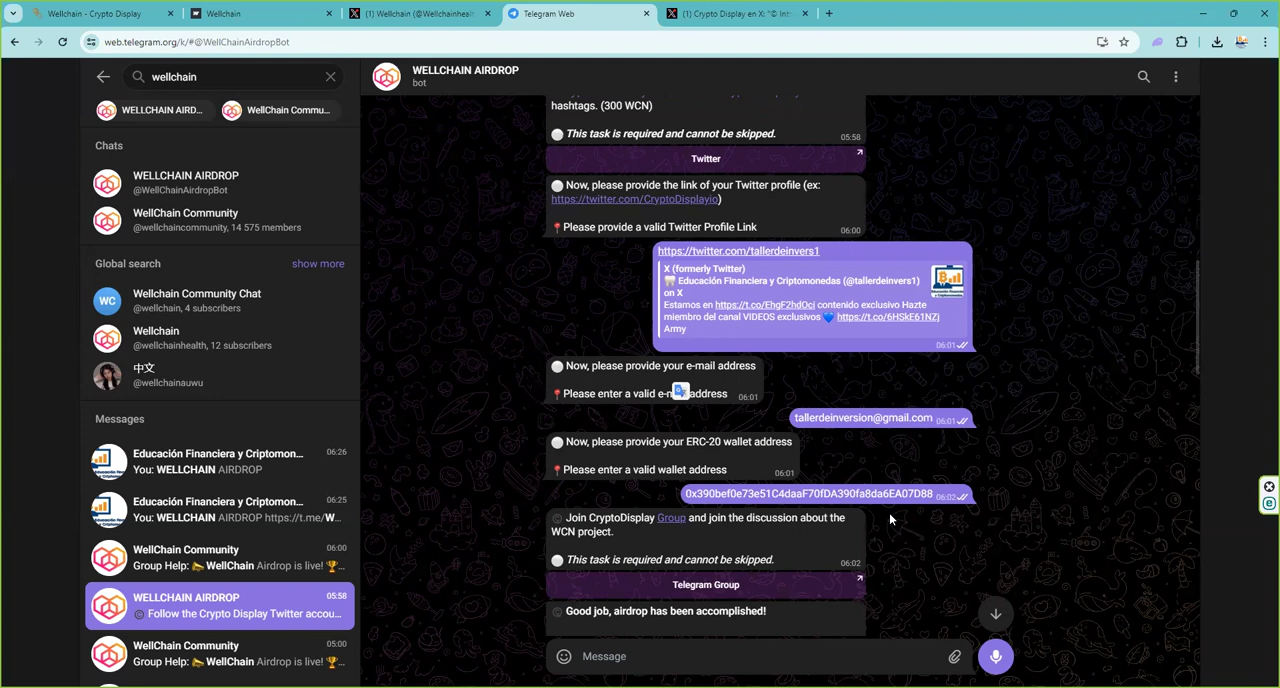 Wellchain - Crypto Display
Wellchain
(1) Wellchain (@Wellchainheal
Telegram Web
(1) Crypto Display en X: "© Int
web.telegram.org/k/#@WellChainAirdropBot
wellchain
WELLCHAIN AIRD...
WellChain Commu...
Chats
WELLCHAIN AIRDROP
@WellChainAirdropBot
WellChain Community
@wellchaincommunity, 14 575 members
Global search
show more
WC
Wellchain Community Chat
@wellchain, 4 subscribers
Wellchain
@wellchainhealth, 12 subscribers
中文
@wellchainauwu
Messages
Educación Financiera y Criptomon...
06:26
You: WELLCHAIN AIRDROP
Educación Financiera y Criptomon...
06:25
You: WELLCHAIN AIRDROP https://t.me/W...
WellChain Community
06:00
Group Help: 📣 WellChain Airdrop is live! 🏆...
WELLCHAIN AIRDROP
05:58
© Follow the Crypto Display Twitter accou...
WellChain Community
05:00
Group Help: 📣 WellChain Airdrop is live! 🏆...
WELLCHAIN AIRDROP
bot
hashtags. (300 WCN)
This task is required and cannot be skipped.
05:58
Twitter
Now, please provide the link of your Twitter profile (ex:
https://twitter.com/CryptoDisplayio)
📍Please provide a valid Twitter Profile Link
06:00
https://twitter.com/tallerdeinvers1
X (formerly Twitter)
Educación Financiera y Criptomonedas (@tallerdeinvers1)
on X
Estamos en https://t.co/EhgF2hdOci contenido exclusivo Hazte
miembro del canal VIDEOS exclusivos 💙 https://t.co/6HSkE61NZj
Army
06:01
Now, please provide your e-mail address
📍Please enter a valid address
06:01
tallerdeinversion@gmail.com
06:01
Now, please provide your ERC-20 wallet address
📍Please enter a valid wallet address
06:01
0x390bef0e73e51C4daaF70fDA390fa8da6EA07D88
06:02
© Join CryptoDisplay Group and join the discussion about the
WCN project.
This task is required and cannot be skipped.
06:02
Telegram Group
© Good job, airdrop has been accomplished!
Message